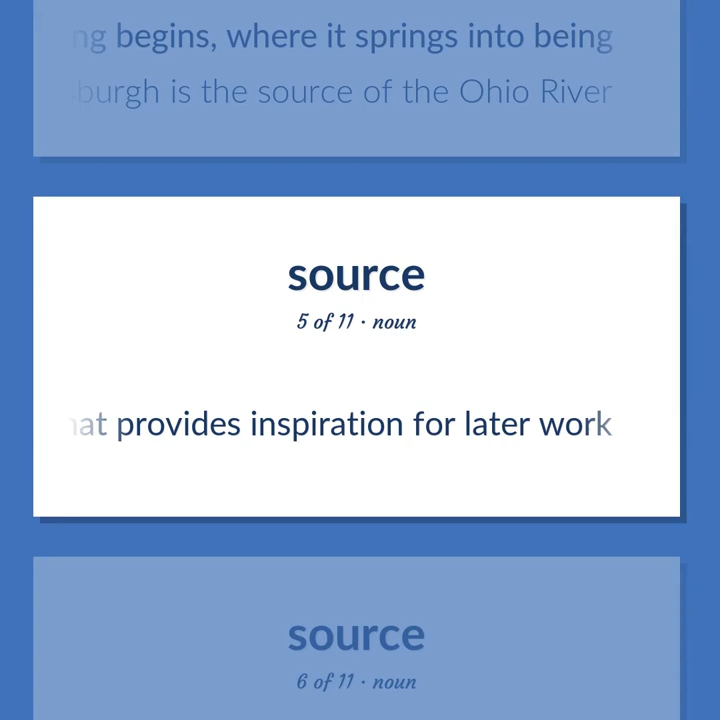 begins, where it springs into being
is the source of the Ohio River
source
5 of 11 · noun
provides inspiration for later work
source
6 of 11 · noun